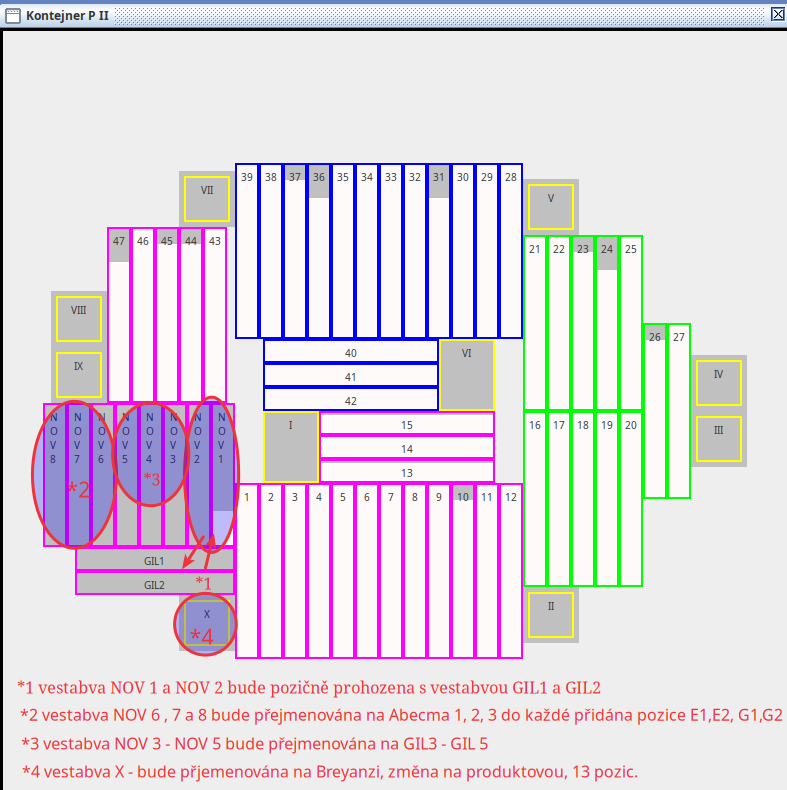 Kontejner P II
VII
39 38 37 36 35 34 33 32 31 30 29 28
V
47 46 45 44 43
21 22 23 24 25
VIII
IX
26 27
40
41
42
VI
IV
III
I
15
14
13
NOV8 NOV7 NOV6 NOV5 NOV4 NOV3 NOV2 NOV1
16 17 18 19 20
*2
*3
1 2 3 4 5 6 7 8 9 10 11 12
GIL1
GIL2
*1
X
*4
II
*1 vestabva NOV 1 a NOV 2 bude pozičně prohozena s vestabvou GIL1 a GIL2
*2 vestabva NOV 6 , 7 a 8 bude přejmenována na Abecma 1, 2, 3 do každé přidána pozice E1,E2, G1,G2
*3 vestabva NOV 3 - NOV 5 bude přejmenována na GIL3 - GIL 5
*4 vestabva X - bude přjemenována na Breyanzi, změna na produktovou, 13 pozic.